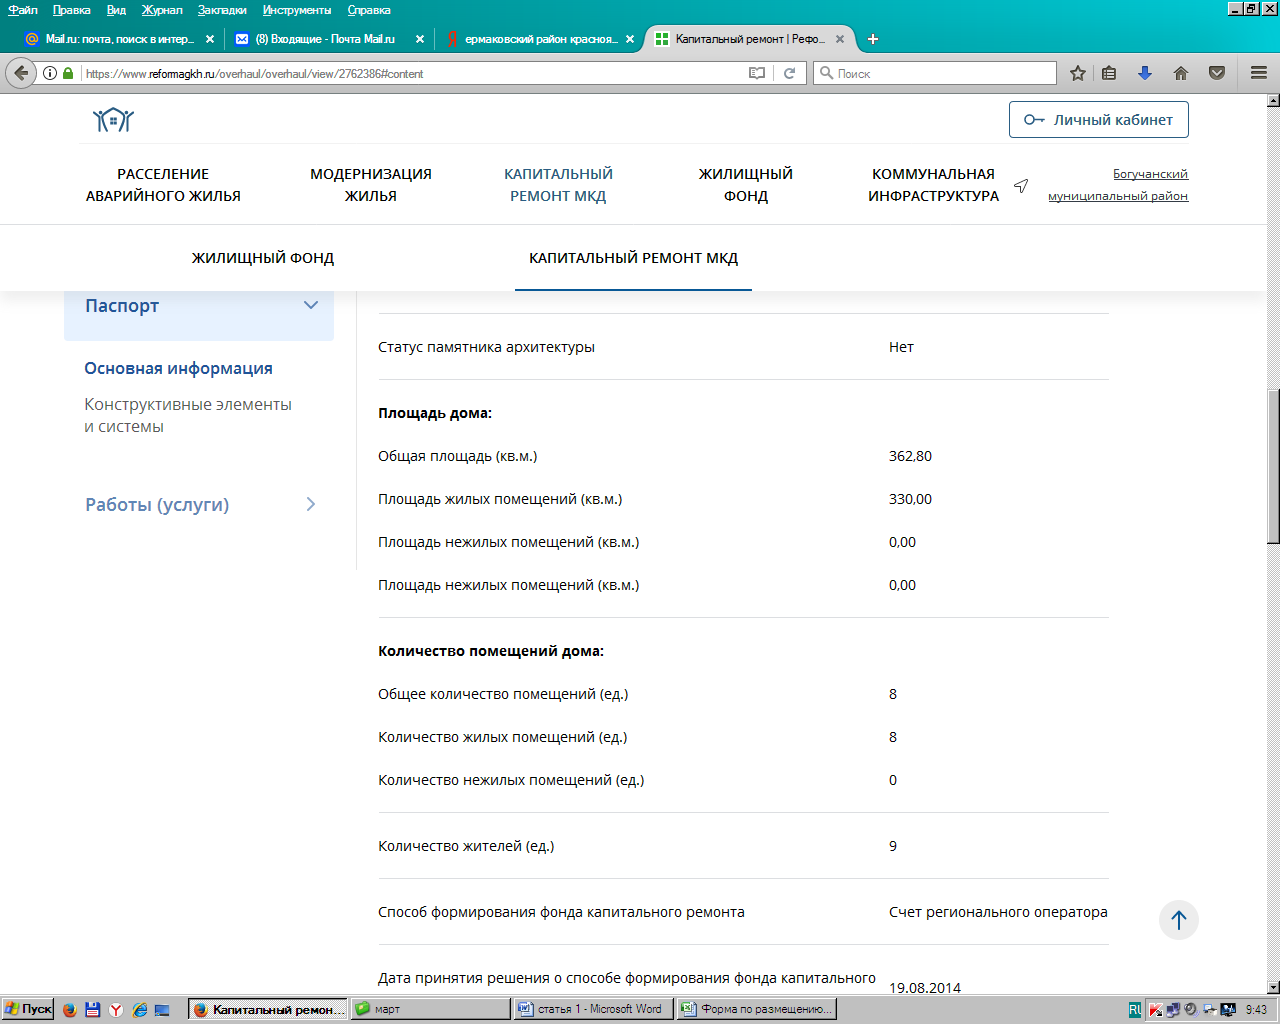 Файл Правка Вид Журнал Закладки Инструменты Справка
Mail.ru: почта, поиск в интер... (8) Входящие - Почта Mail.ru ермаковский район краснoя... Капитальный ремонт | Рефо...
https://www.reformagkh.ru/overhaul/overhaul/view/2762386#content Поиск
Личный кабинет
РАССЕЛЕНИЕ
АВАРИЙНОГО ЖИЛЬЯ
МОДЕРНИЗАЦИЯ
ЖИЛЬЯ
КАПИТАЛЬНЫЙ
РЕМОНТ МКД
ЖИЛИЩНЫЙ
ФОНД
КОММУНАЛЬНАЯ
ИНФРАСТРУКТУРА
Богучанский
муниципальный район
ЖИЛИЩНЫЙ ФОНД КАПИТАЛЬНЫЙ РЕМОНТ МКД
Паспорт
Основная информация
Конструктивные элементы
и системы
Работы (услуги)
Статус памятника архитектуры Нет
Площадь дома:
Общая площадь (кв.м.) 362,80
Площадь жилых помещений (кв.м.) 330,00
Площадь нежилых помещений (кв.м.) 0,00
Площадь нежилых помещений (кв.м.) 0,00
Количество помещений дома:
Общее количество помещений (ед.) 8
Количество жилых помещений (ед.) 8
Количество нежилых помещений (ед.) 0
Количество жителей (ед.) 9
Способ формирования фонда капитального ремонта Счет регионального оператора
Дата принятия решения о способе формирования фонда капитального 19.08.2014
Пуск Капитальный ремон... март статья 1 - Microsoft Word Форма по размещению... RU 9:43